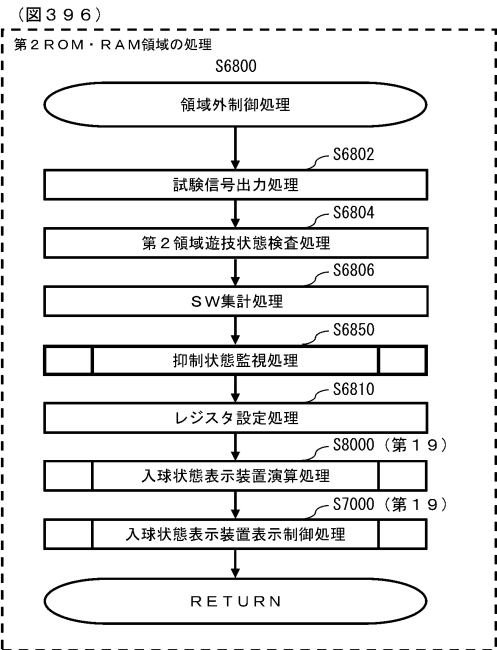 （図３９６）
第２ＲＯＭ・ＲＡＭ領域の処理
S6800
領域外制御処理
S6802
試験信号出力処理
S6804
第２領域遊技状態検査処理
S6806
ＳＷ集計処理
S6850
抑制状態監視処理
S6810
レジスタ設定処理
S8000（第１９）
入球状態表示装置演算処理
S7000（第１９）
入球状態表示装置表示制御処理
ＲＥＴＵＲＮ